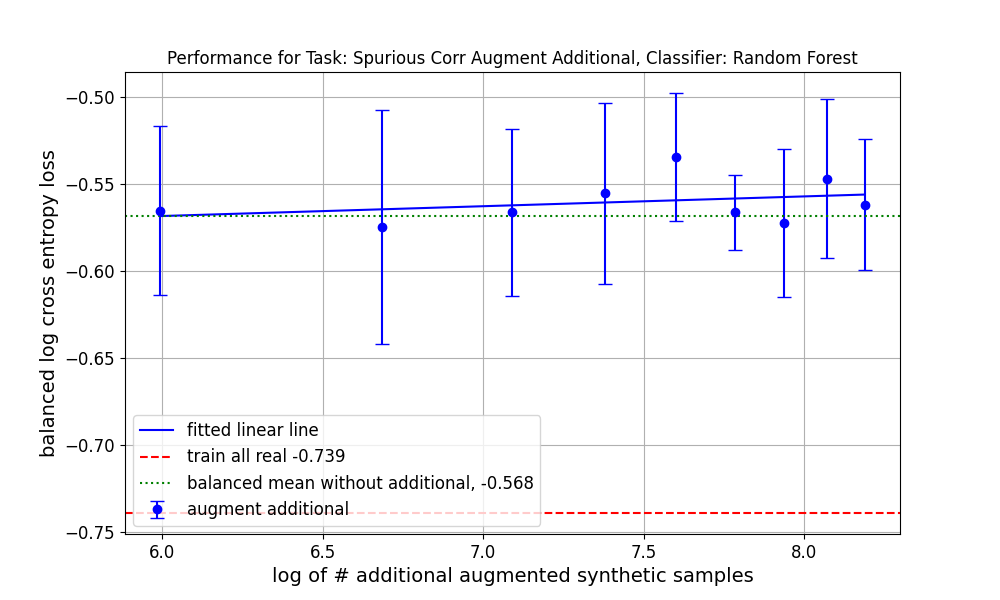 Performance for Task: Spurious Corr Augment Additional, Classifier: Random Forest
balanced log cross entropy loss
−0.50
−0.55
−0.60
−0.65
−0.70
−0.75
fitted linear line
train all real -0.739
balanced mean without additional, -0.568
augment additional
6.0 6.5 7.0 7.5 8.0
log of # additional augmented synthetic samples